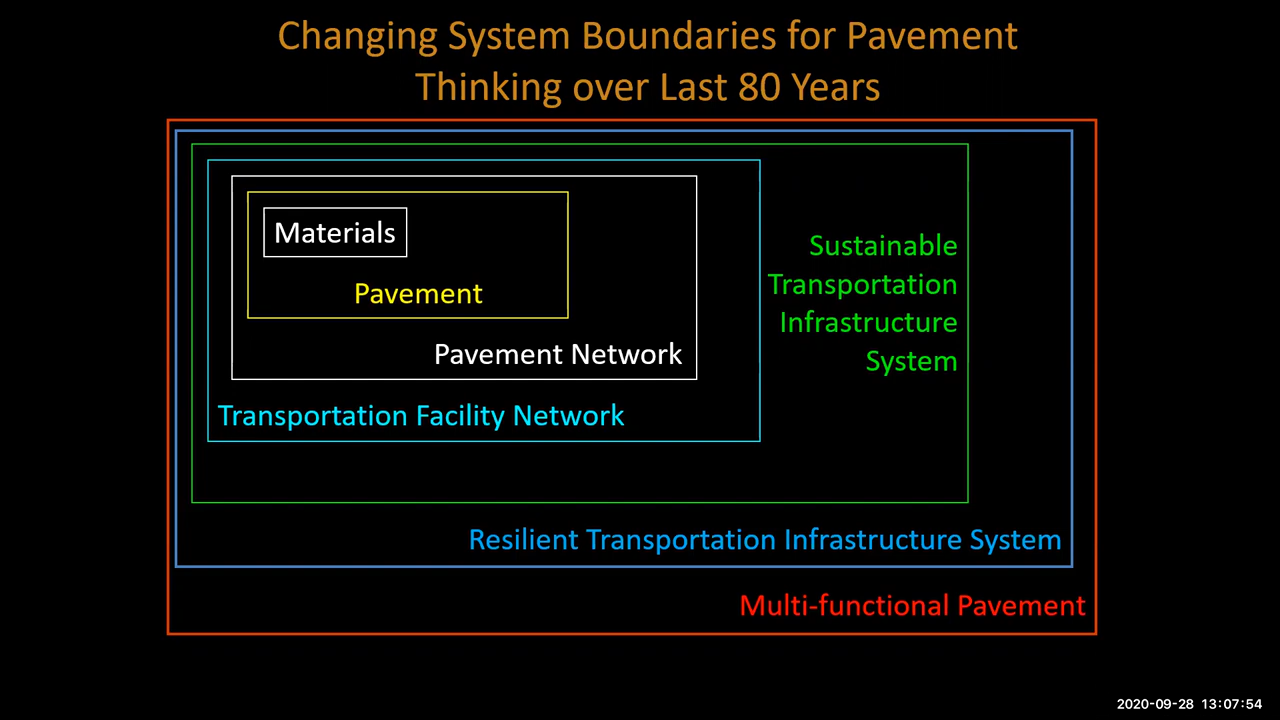 Changing System Boundaries for Pavement
Thinking over Last 80 Years
Materials
Pavement
Pavement Network
Transportation Facility Network
Sustainable
Transportation
Infrastructure
System
Resilient Transportation Infrastructure System
Multi-functional Pavement
2020-09-28 13:07:54